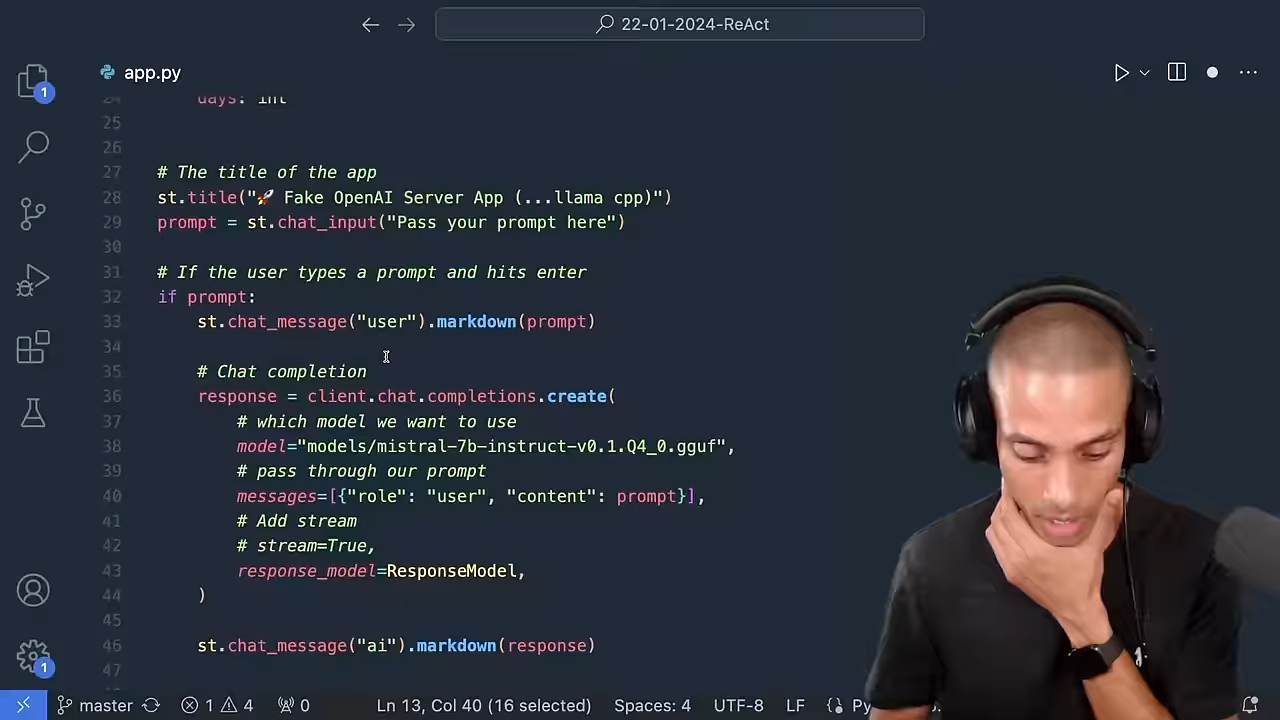 22-01-2024-ReAct
app.py
1
24 days: int
25
26
27 # The title of the app
28 st.title("🚀 Fake OpenAI Server App (...llama cpp)")
29 prompt = st.chat_input("Pass your prompt here")
30
31 # If the user types a prompt and hits enter
32 if prompt:
33 st.chat_message("user").markdown(prompt)
34
35 # Chat completion
36 response = client.chat.completions.create(
37 # which model we want to use
38 model="models/mistral-7b-instruct-v0.1.Q4_0.gguf",
39 # pass through our prompt
40 messages=[{"role": "user", "content": prompt}],
41 # Add stream
42 # stream=True,
43 response_model=ResponseModel,
44 )
45
46 st.chat_message("ai").markdown(response)
47
1
master 1 4 0 Ln 13, Col 40 (16 selected) Spaces: 4 UTF-8 LF